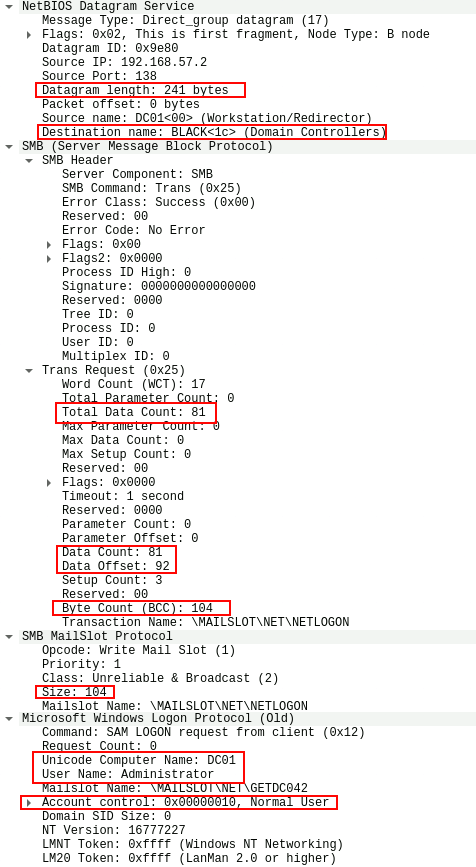 NetBIOS Datagram Service
Message Type: Direct_group datagram (17)
Flags: 0x02, This is first fragment, Node Type: B node
Datagram ID: 0x9e80
Source IP: 192.168.57.2
Source Port: 138
Datagram length: 241 bytes
Packet offset: 0 bytes
Source name: DC01<00> (Workstation/Redirector)
Destination name: BLACK<1c> (Domain Controllers)
SMB (Server Message Block Protocol)
SMB Header
Server Component: SMB
SMB Command: Trans (0x25)
Error Class: Success (0x00)
Reserved: 00
Error Code: No Error
Flags: 0x00
Flags2: 0x0000
Process ID High: 0
Signature: 0000000000000000
Reserved: 0000
Tree ID: 0
Process ID: 0
User ID: 0
Multiplex ID: 0
Trans Request (0x25)
Word Count (WCT): 17
Total Parameter Count: 0
Total Data Count: 81
Max Parameter Count: 0
Max Data Count: 0
Max Setup Count: 0
Reserved: 00
Flags: 0x0000
Timeout: 1 second
Reserved: 0000
Parameter Count: 0
Parameter Offset: 0
Data Count: 81
Data Offset: 92
Setup Count: 3
Reserved: 00
Byte Count (BCC): 104
Transaction Name: \MAILSLOT\NET\NETLOGON
SMB MailSlot Protocol
Opcode: Write Mail Slot (1)
Priority: 1
Class: Unreliable & Broadcast (2)
Size: 104
Mailslot Name: \MAILSLOT\NET\NETLOGON
Microsoft Windows Logon Protocol (Old)
Command: SAM LOGON request from client (0x12)
Request Count: 0
Unicode Computer Name: DC01
User Name: Administrator
Mailslot Name: \MAILSLOT\NET\GETDC042
Account control: 0x00000010, Normal User
Domain SID Size: 0
NT Version: 16777227
LMNT Token: 0xffff (Windows NT Networking)
LM20 Token: 0xffff (LanMan 2.0 or higher)